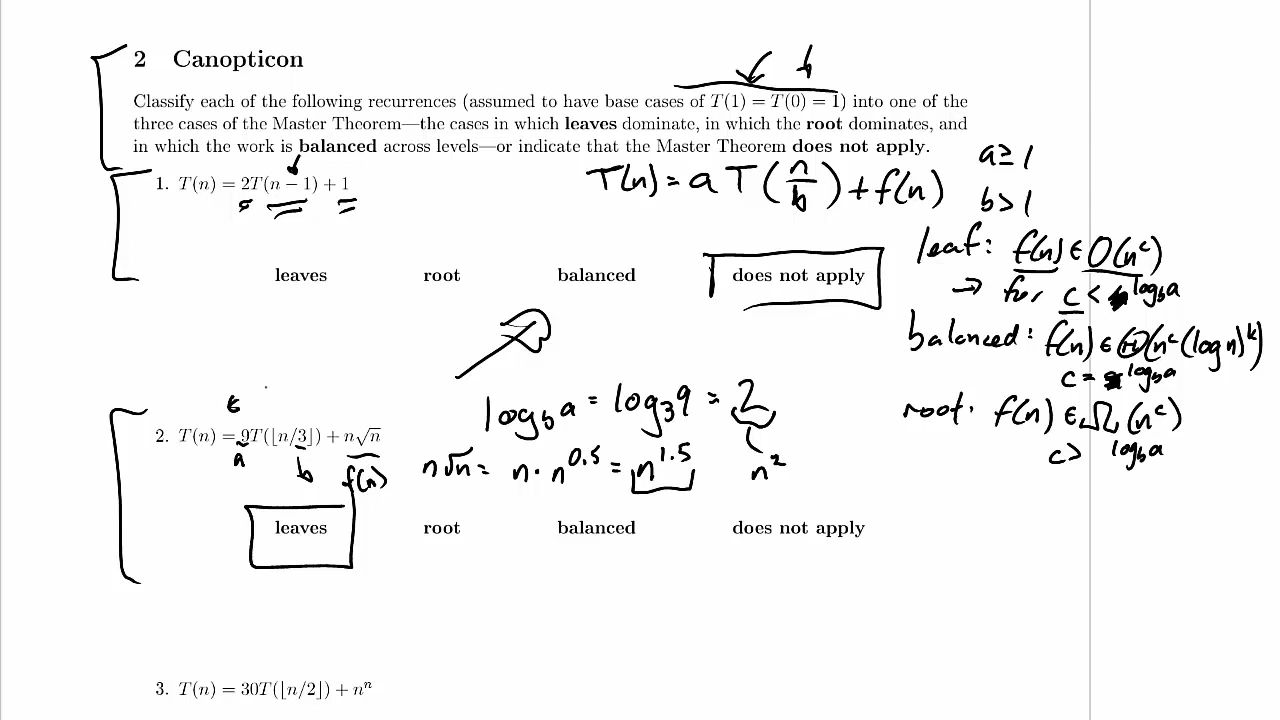 2 Canopticon
b
Classify each of the following recurrences (assumed to have base cases of T(1) = T(0) = 1) into one of the
three cases of the Master Theorem—the cases in which leaves dominate, in which the root dominates, and
in which the work is balanced across levels—or indicate that the Master Theorem does not apply.
1. T(n) = 2T(n − 1) + 1
T(n) = a T(n/b) + f(n)
a ≥ 1
b > 1
leaves root balanced does not apply
leaf: f(n) ∈ O(n^c)
→ for c < log_b a
balanced: f(n) ∈ Θ(n^c (log n)^k)
c = log_b a
root: f(n) ∈ Ω(n^c)
c > log_b a
log_b a = log_3 9 = 2
n^2
2. T(n) = 9T(⌊n/3⌋) + n√n
a b f(n)
n√n = n · n^0.5 = n^1.5
leaves root balanced does not apply
3. T(n) = 30T(⌊n/2⌋) + n^n